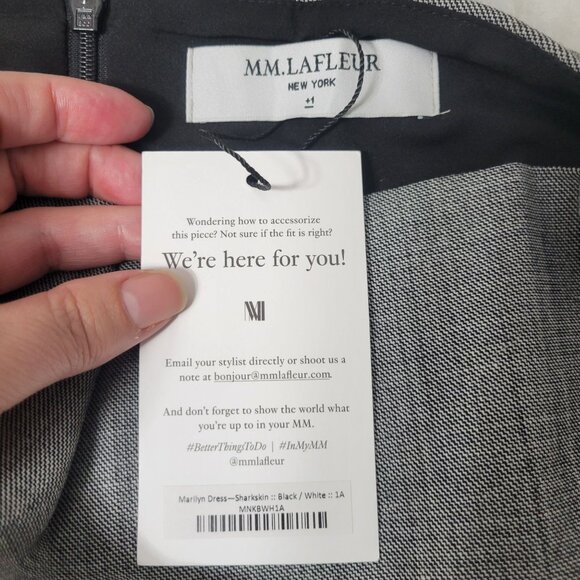 MM.LAFLEUR
NEW YORK
+1
Wondering how to accessorize
this piece? Not sure if the fit is right?
We're here for you!
MM
Email your stylist directly or shoot us a
note at bonjour@mmlafleur.com.
And don't forget to show the world what
you're up to in your MM.
#BetterThingsToDo | #InMyMM
@mmlafleur
Marilyn Dress—Sharkskin :: Black / White :: 1A
MNKBWH1A